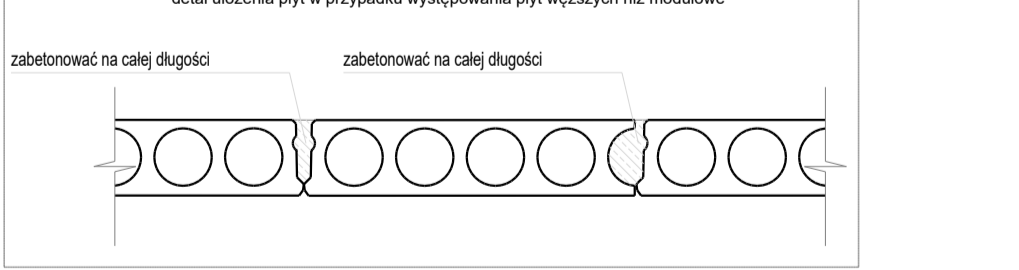 detal ułożenia płyt w przypadku występowania płyt węższych niż modułowe
zabetonować na całej długości
zabetonować na całej długości